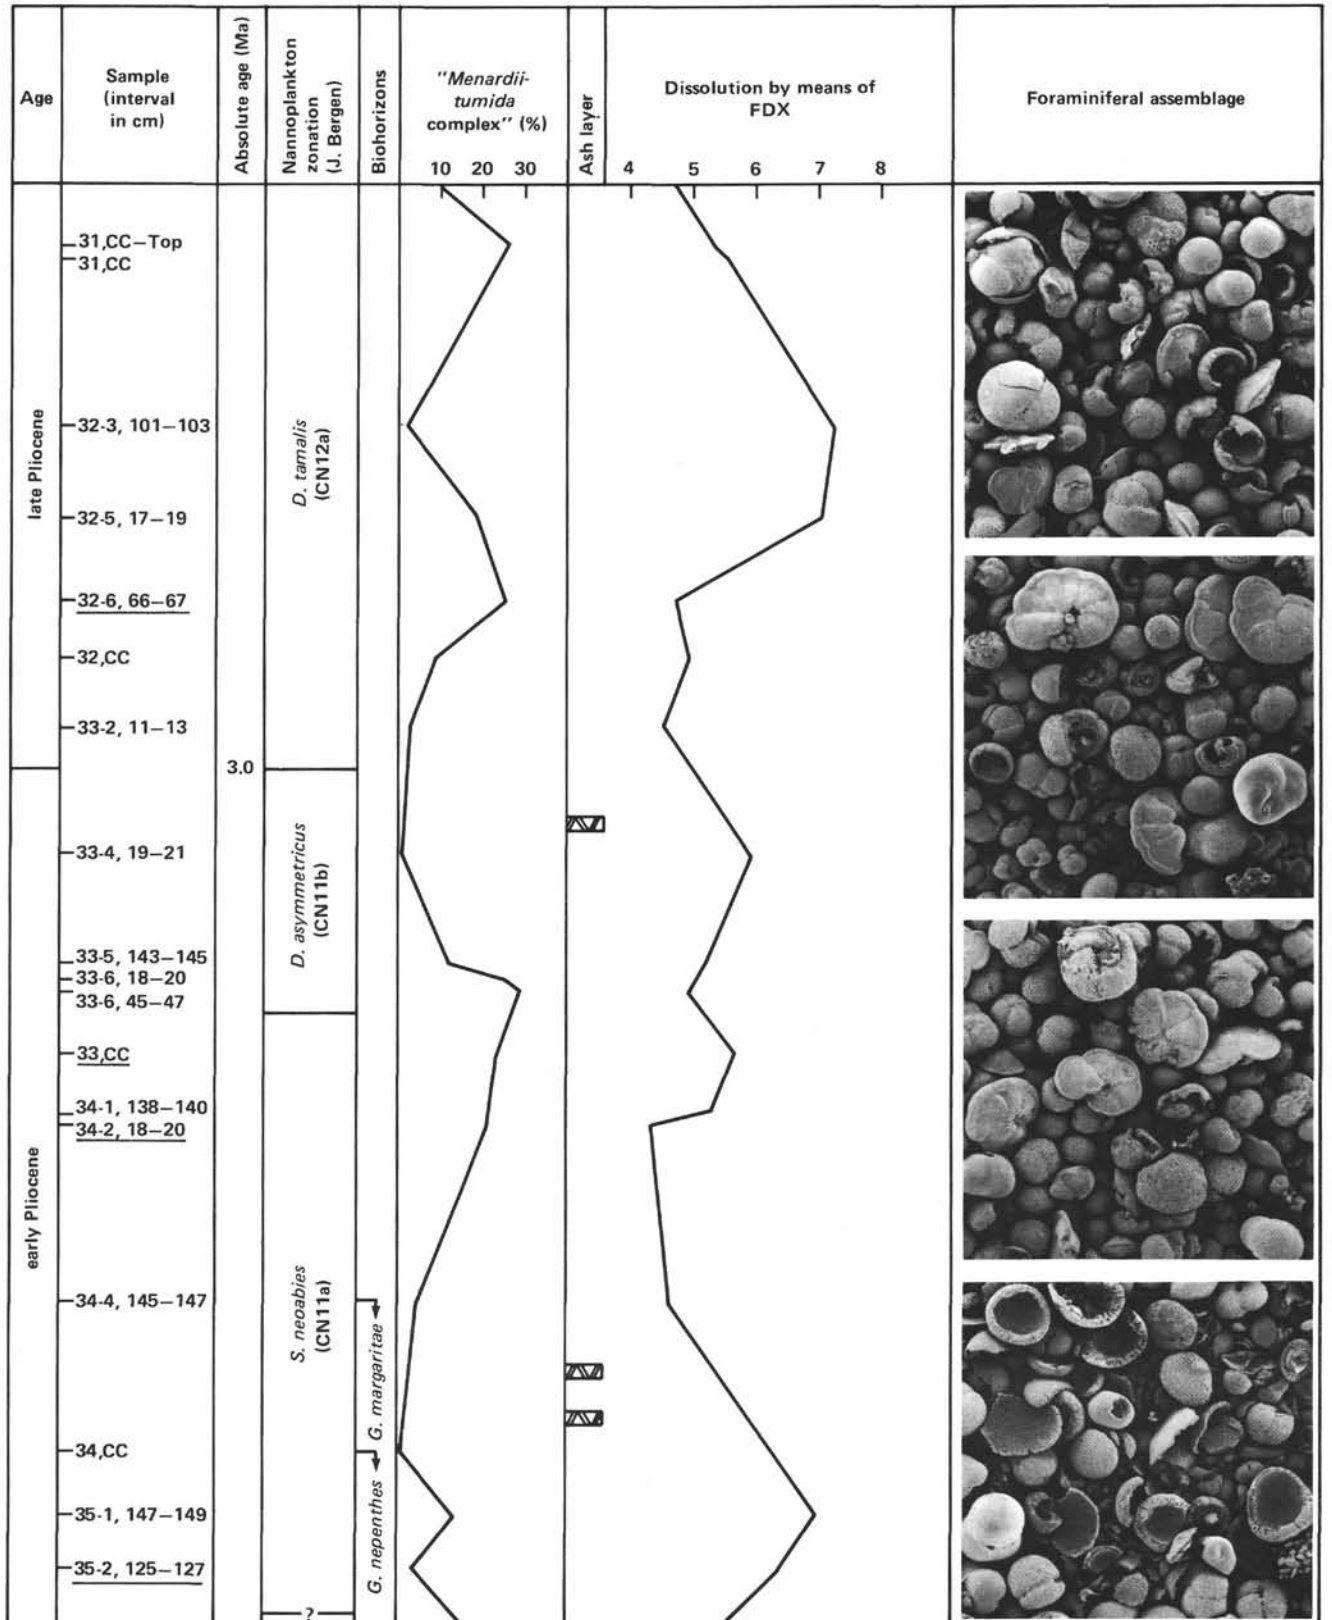 Age
Sample
(interval
in cm)
Absolute age (Ma)
Nannoplankton
zonation
(J. Bergen)
Biohorizons
"Menardii-
tumida
complex" (%)
10 20 30
Ash layer
Dissolution by means of
FDX
4 5 6 7 8
Foraminiferal assemblage
late Pliocene
31,CC—Top
31,CC
32-3, 101—103
32-5, 17—19
32-6, 66—67
32,CC
33-2, 11—13
3.0
D. tamalis
(CN12a)
early Pliocene
33-4, 19—21
33-5, 143—145
33-6, 18—20
33-6, 45—47
33,CC
34-1, 138—140
34-2, 18—20
34-4, 145—147
34,CC
35-1, 147—149
35-2, 125—127
D. asymmetricus
(CN11b)
S. neoabies
(CN11a)
?
G. margaritae
G. nepenthes